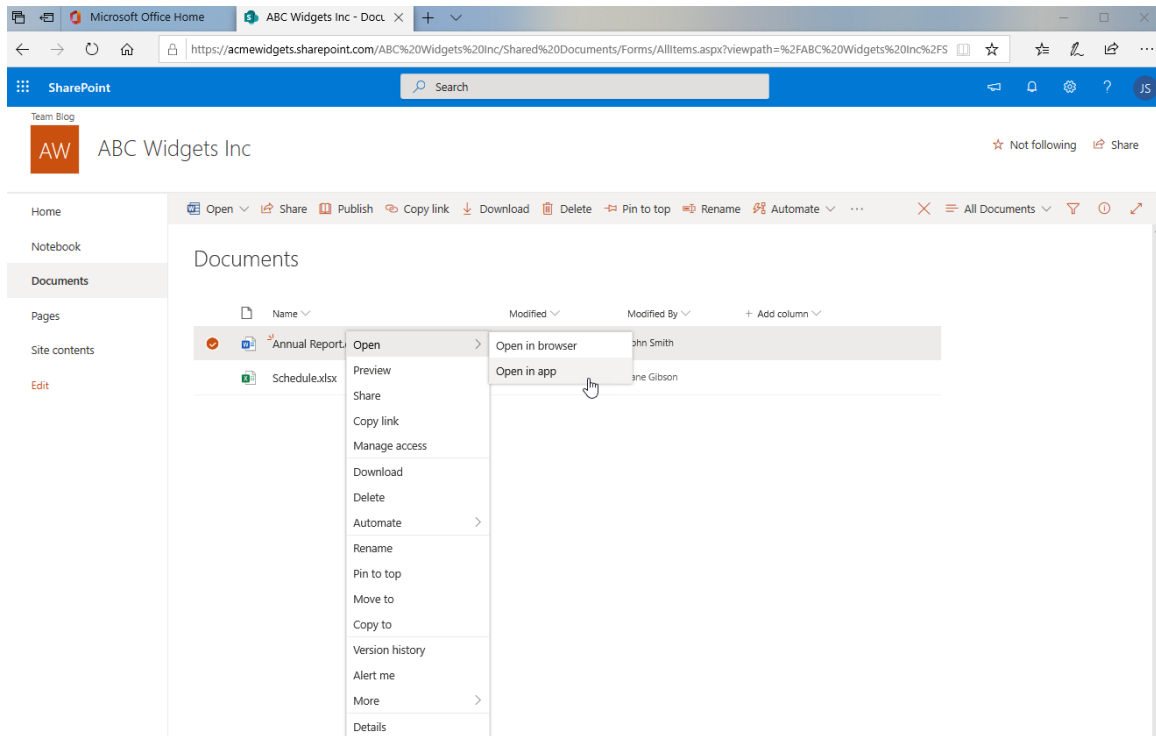 Microsoft Office Home
ABC Widgets Inc - Docu
https://acmewidgets.sharepoint.com/ABC%20Widgets%20Inc/Shared%20Documents/Forms/AllItems.aspx?viewpath=%2FABC%20Widgets%20Inc%2FS
SharePoint
Search
?
JS
Team Blog
AW
ABC Widgets Inc
Not following
Share
Home
Notebook
Documents
Pages
Site contents
Edit
Open Share Publish Copy link Download Delete Pin to top Rename Automate ... All Documents
Documents
Name Modified Modified By + Add column
Annual Report. ohn Smith
Schedule.xlsx ane Gibson
Open
Preview
Share
Copy link
Manage access
Download
Delete
Automate
Rename
Pin to top
Move to
Copy to
Version history
Alert me
More
Details
Open in browser
Open in app